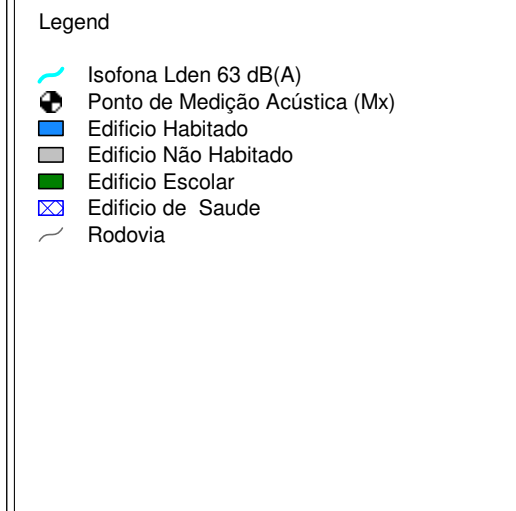 Legend
Isofona Lden 63 dB(A)
Ponto de Medição Acústica (Mx)
Edificio Habitado
Edificio Não Habitado
Edificio Escolar
Edificio de  Saude
Rodovia